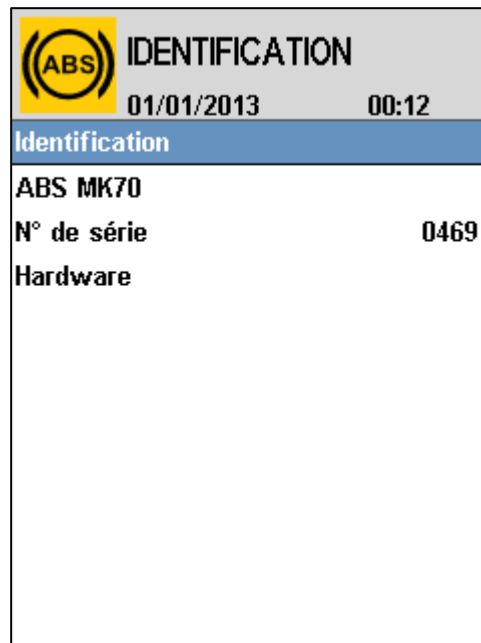 ABS
IDENTIFICATION
01/01/2013 00:12
Identification
ABS MK70
N° de série 0469
Hardware